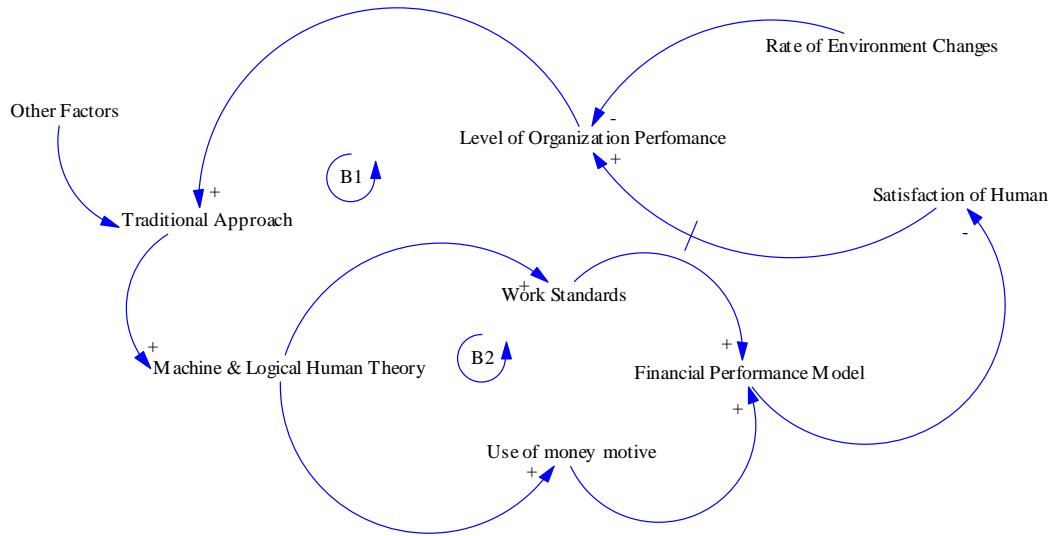 Rate of Environment Changes
Other Factors
-
Level of Organization Perfomance
+
B1
Satisfaction of Human
+
Traditional Approach
-
+
Work Standards
+
+
B2
Machine & Logical Human Theory
Financial Performance Model
+
Use of money motive
+